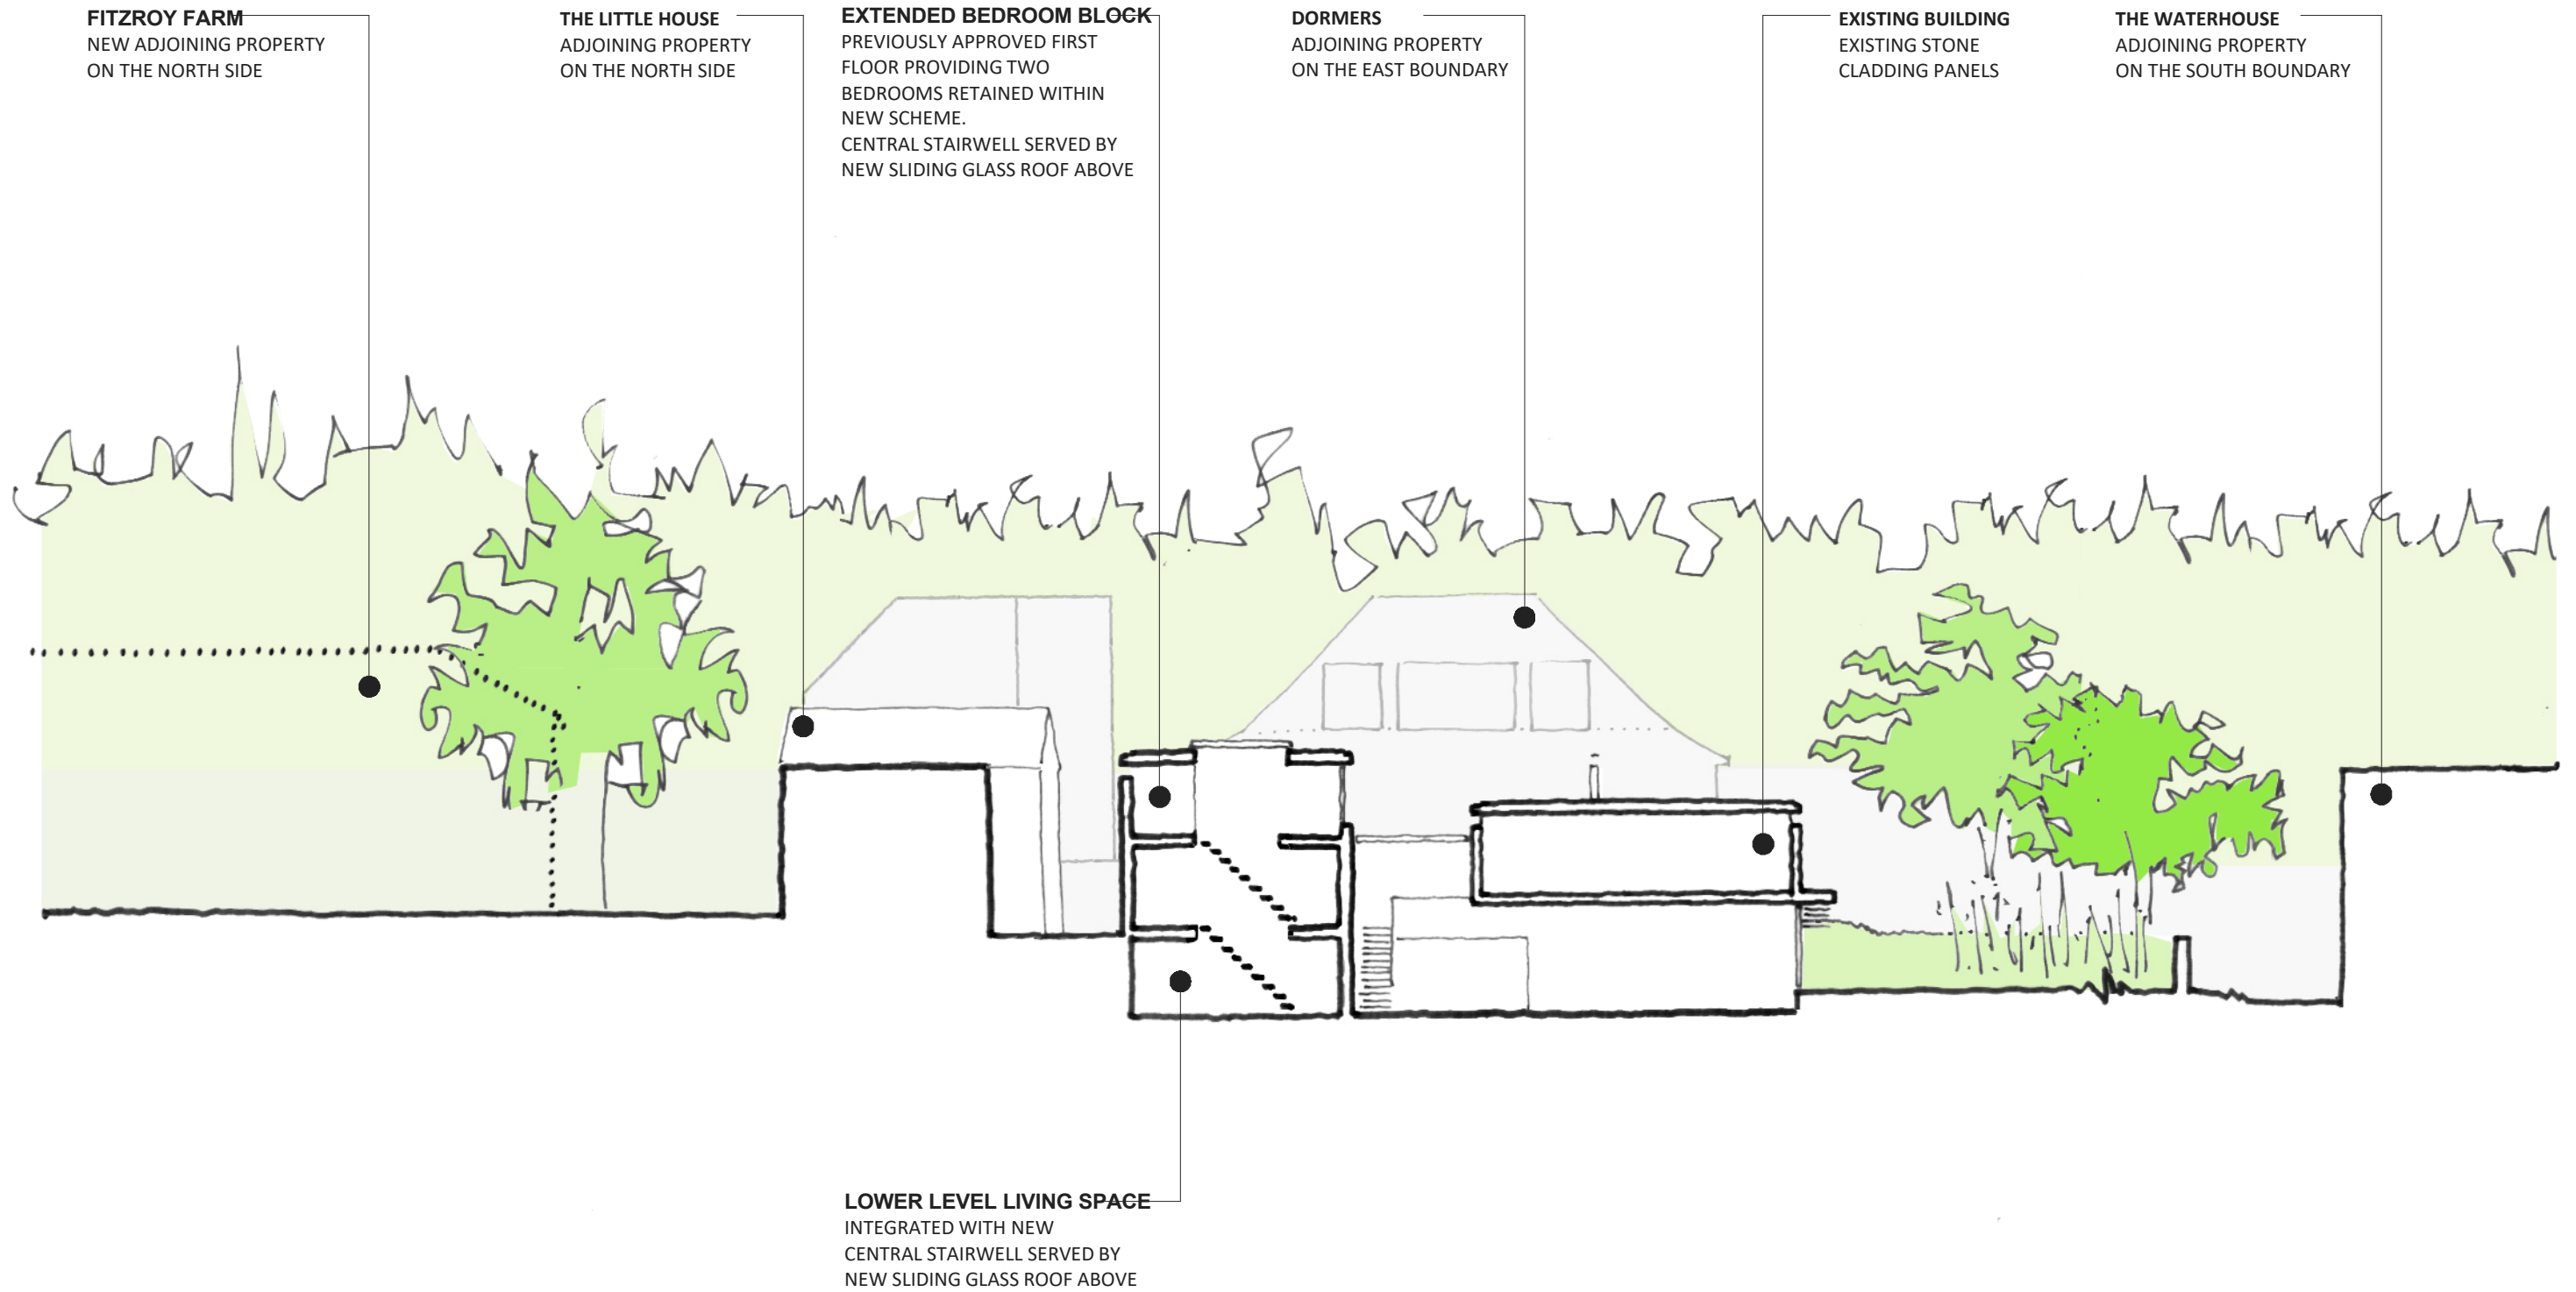 FITZROY FARM
NEW ADJOINING PROPERTY
ON THE NORTH SIDE
THE LITTLE HOUSE
ADJOINING PROPERTY
ON THE NORTH SIDE
EXTENDED BEDROOM BLOCK
PREVIOUSLY APPROVED FIRST
FLOOR PROVIDING TWO
BEDROOMS RETAINED WITHIN
NEW SCHEME.
CENTRAL STAIRWELL SERVED BY
NEW SLIDING GLASS ROOF ABOVE
DORMERS
ADJOINING PROPERTY
ON THE EAST BOUNDARY
EXISTING BUILDING
EXISTING STONE
CLADDING PANELS
THE WATERHOUSE
ADJOINING PROPERTY
ON THE SOUTH BOUNDARY
LOWER LEVEL LIVING SPACE
INTEGRATED WITH NEW
CENTRAL STAIRWELL SERVED BY
NEW SLIDING GLASS ROOF ABOVE